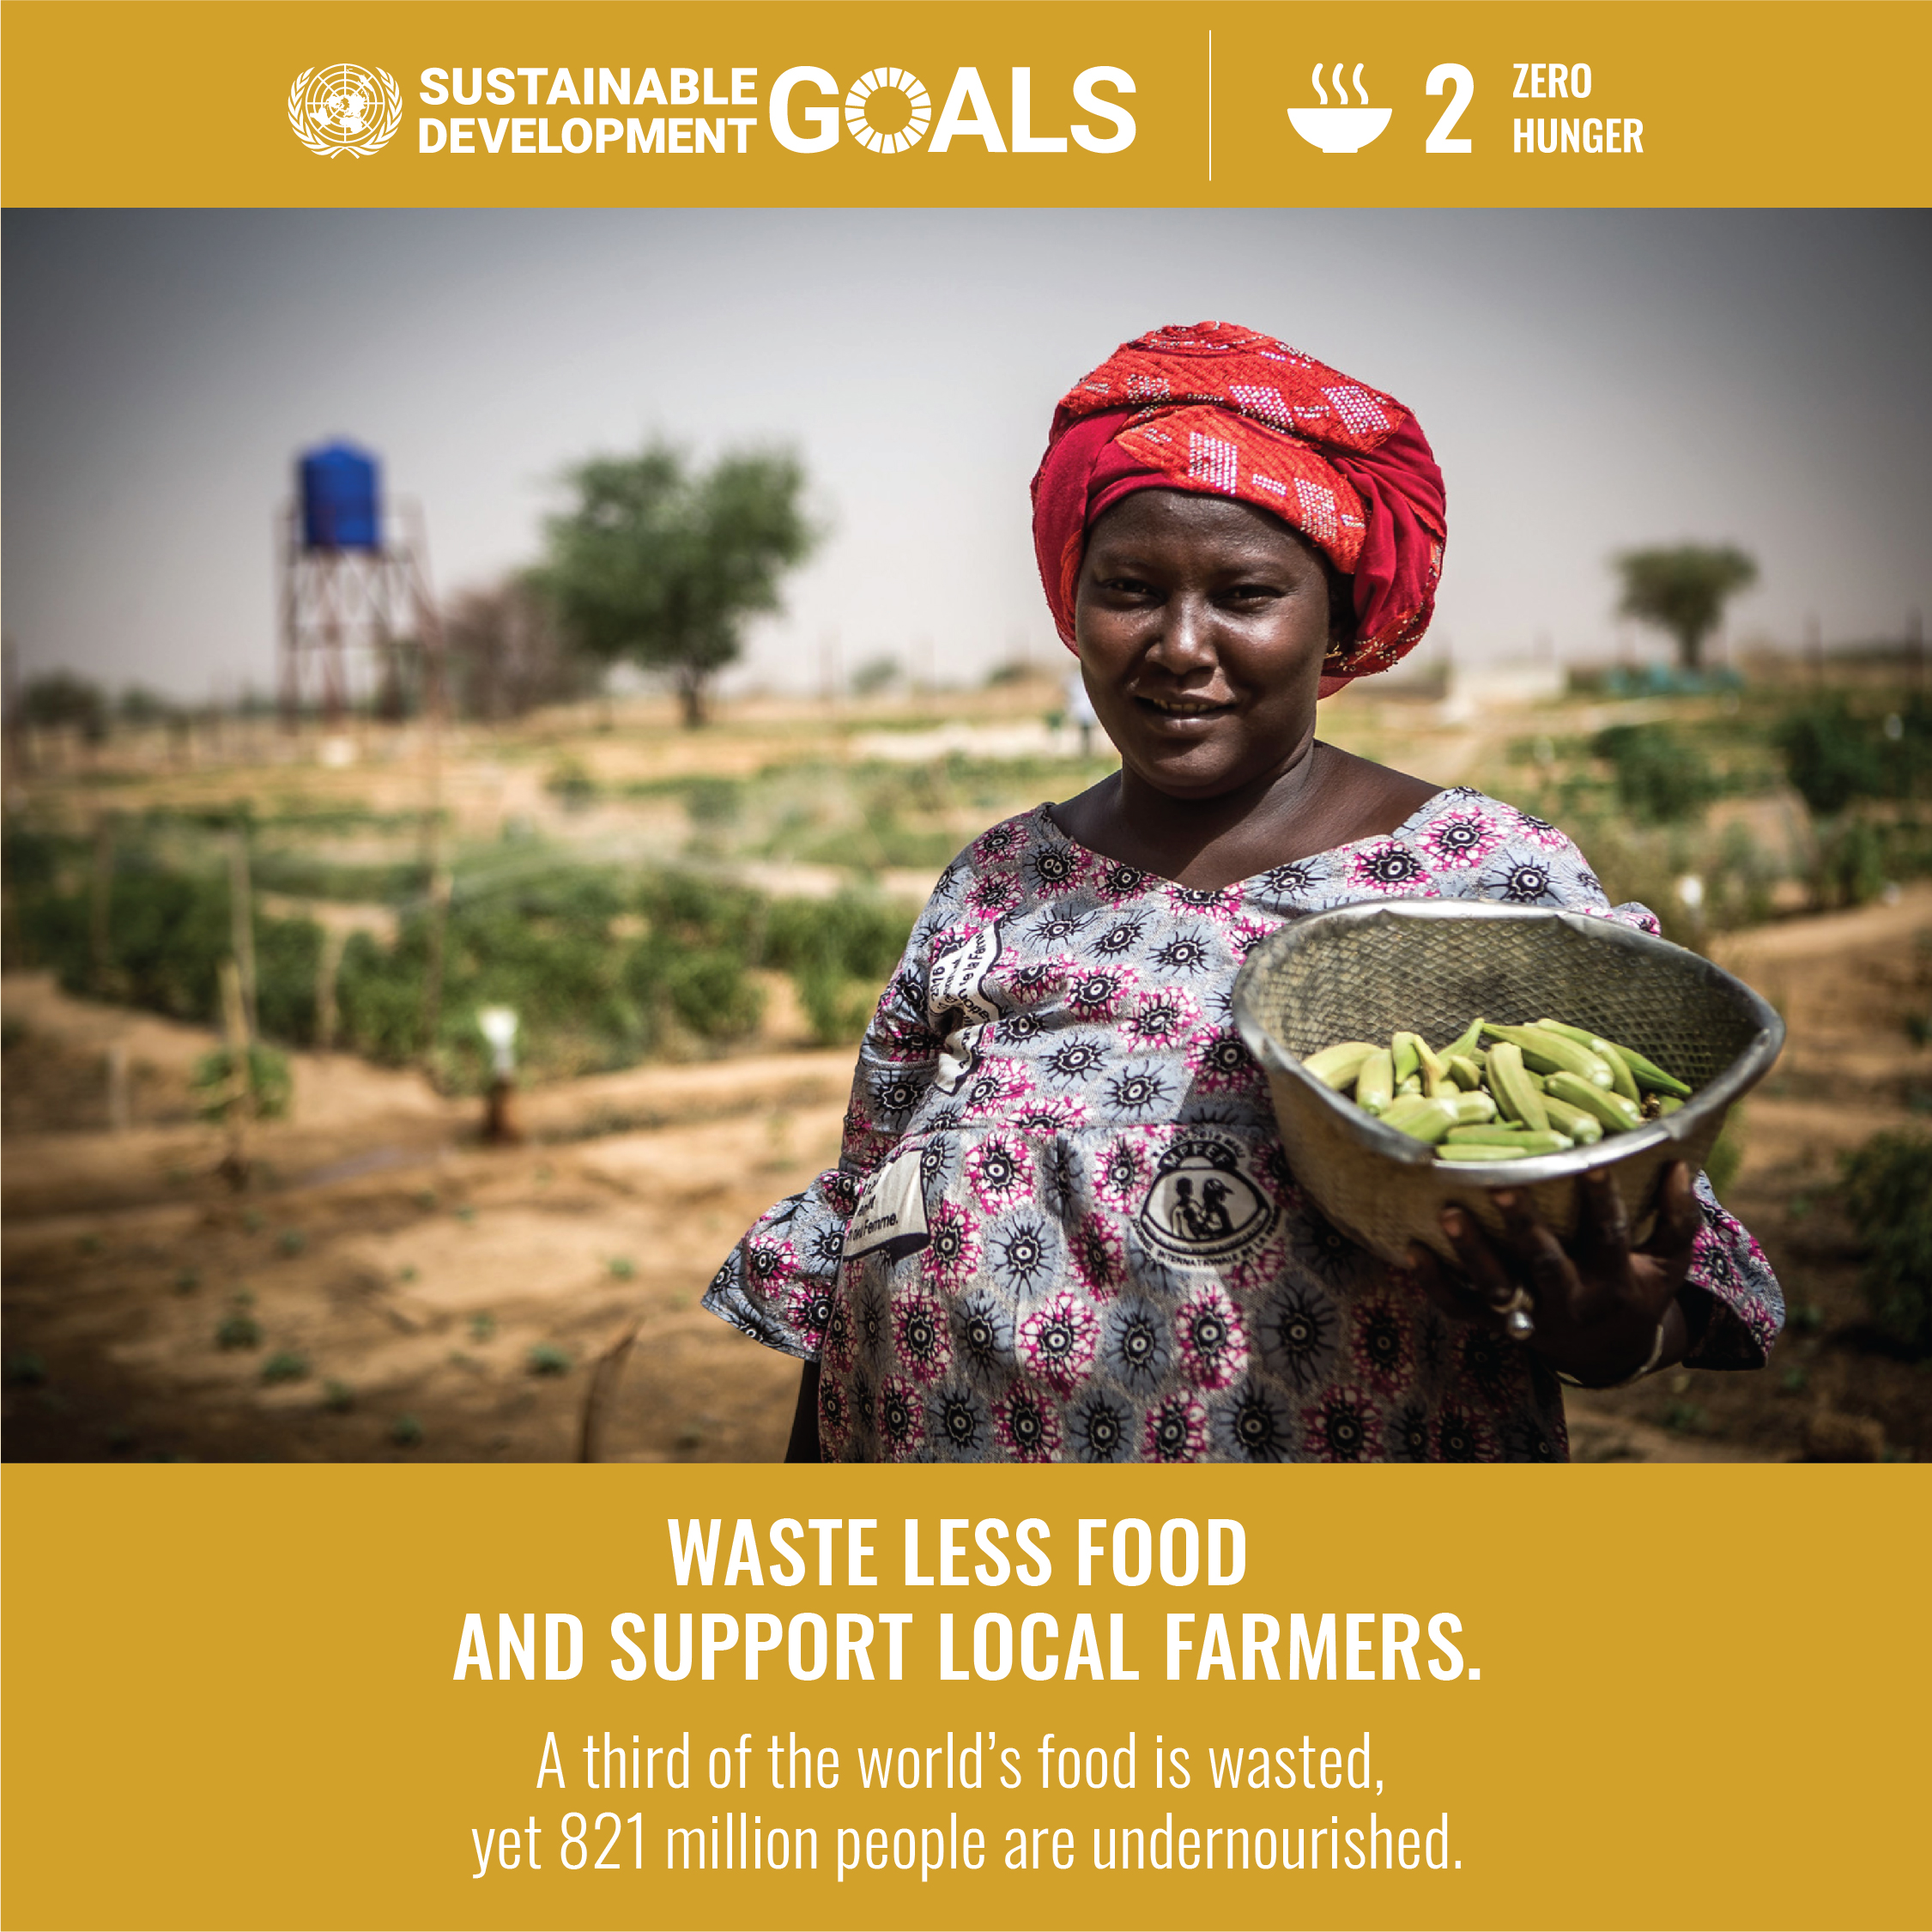 SUSTAINABLE
DEVELOPMENT
GOALS
2
ZERO
HUNGER
Femme.
WASTE LESS FOOD
AND SUPPORT LOCAL FARMERS.
A third of the world’s food is wasted,
yet 821 million people are undernourished.